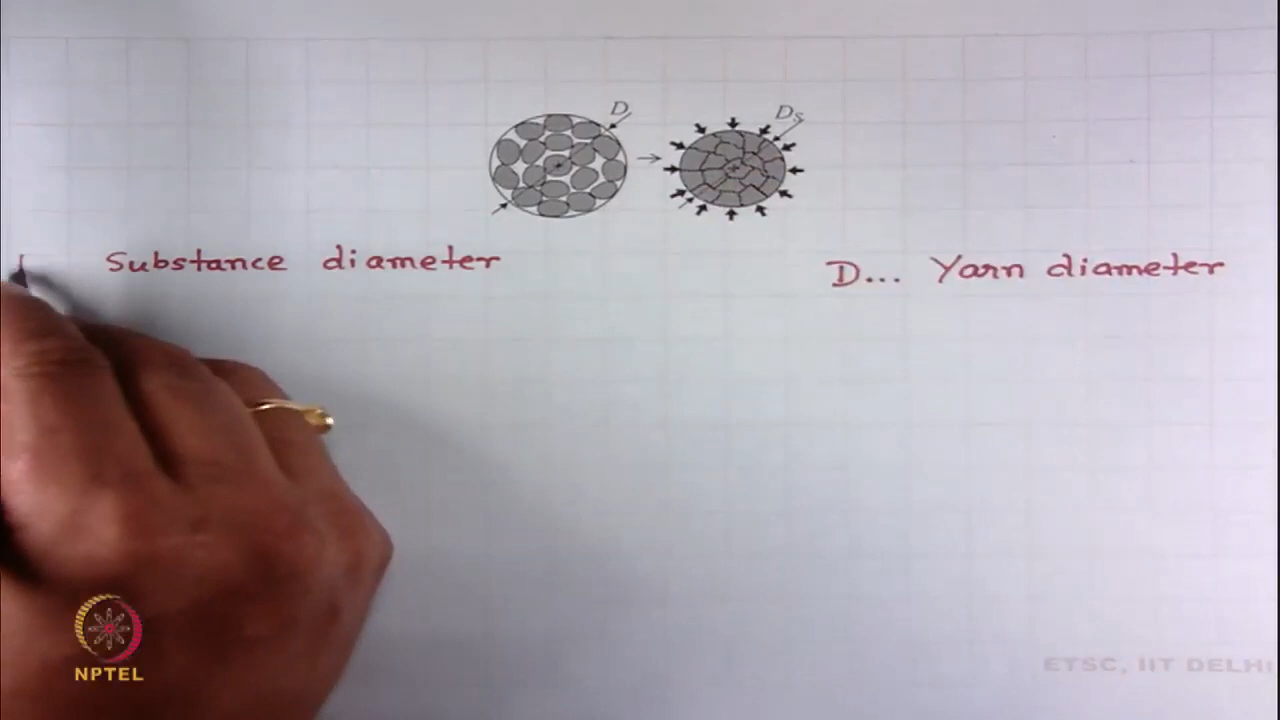 D
Ds
Substance diameter
D... Yarn diameter
NPTEL
ETSC, IIT DELHI